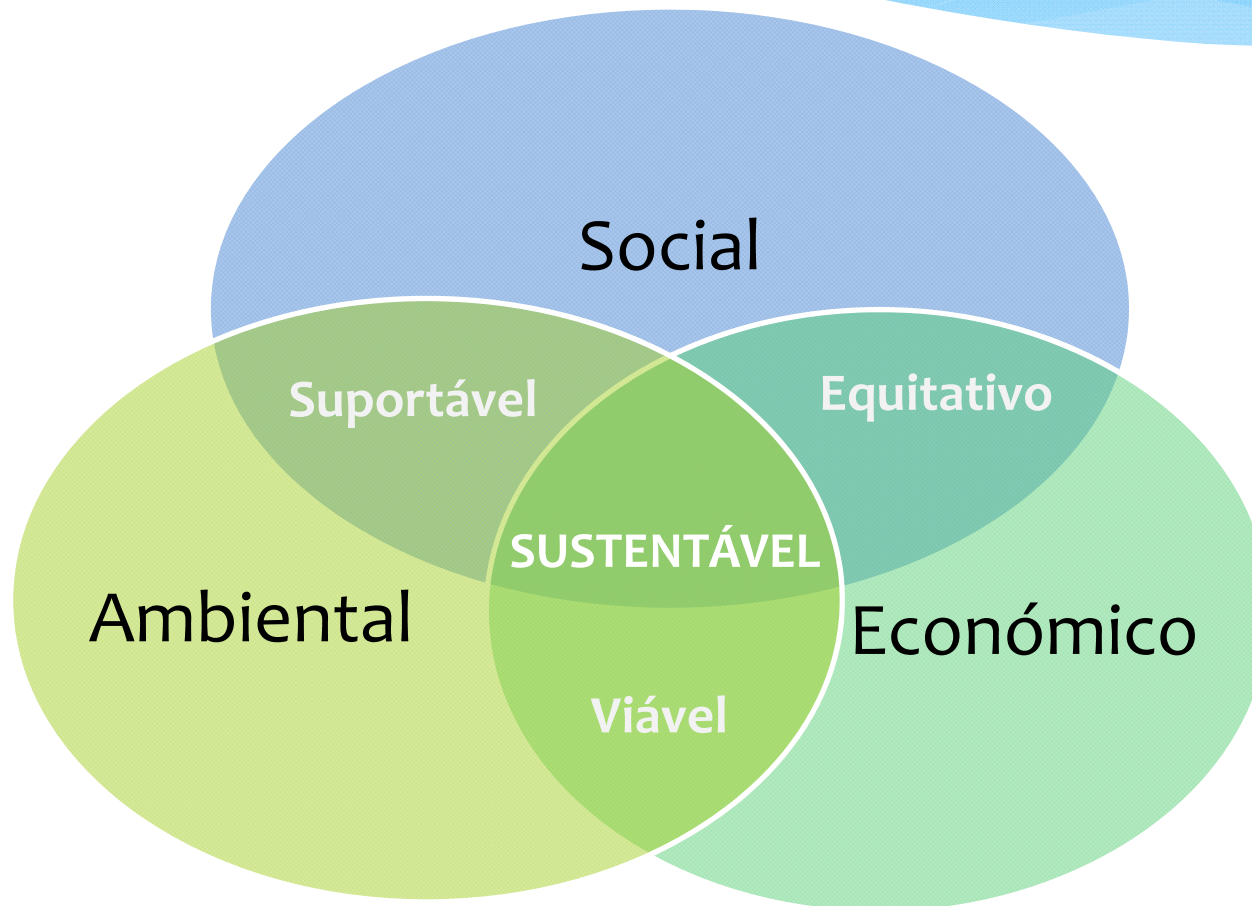 Social
Suportável
Equitativo
SUSTENTÁVEL
Ambiental
Económico
Viável